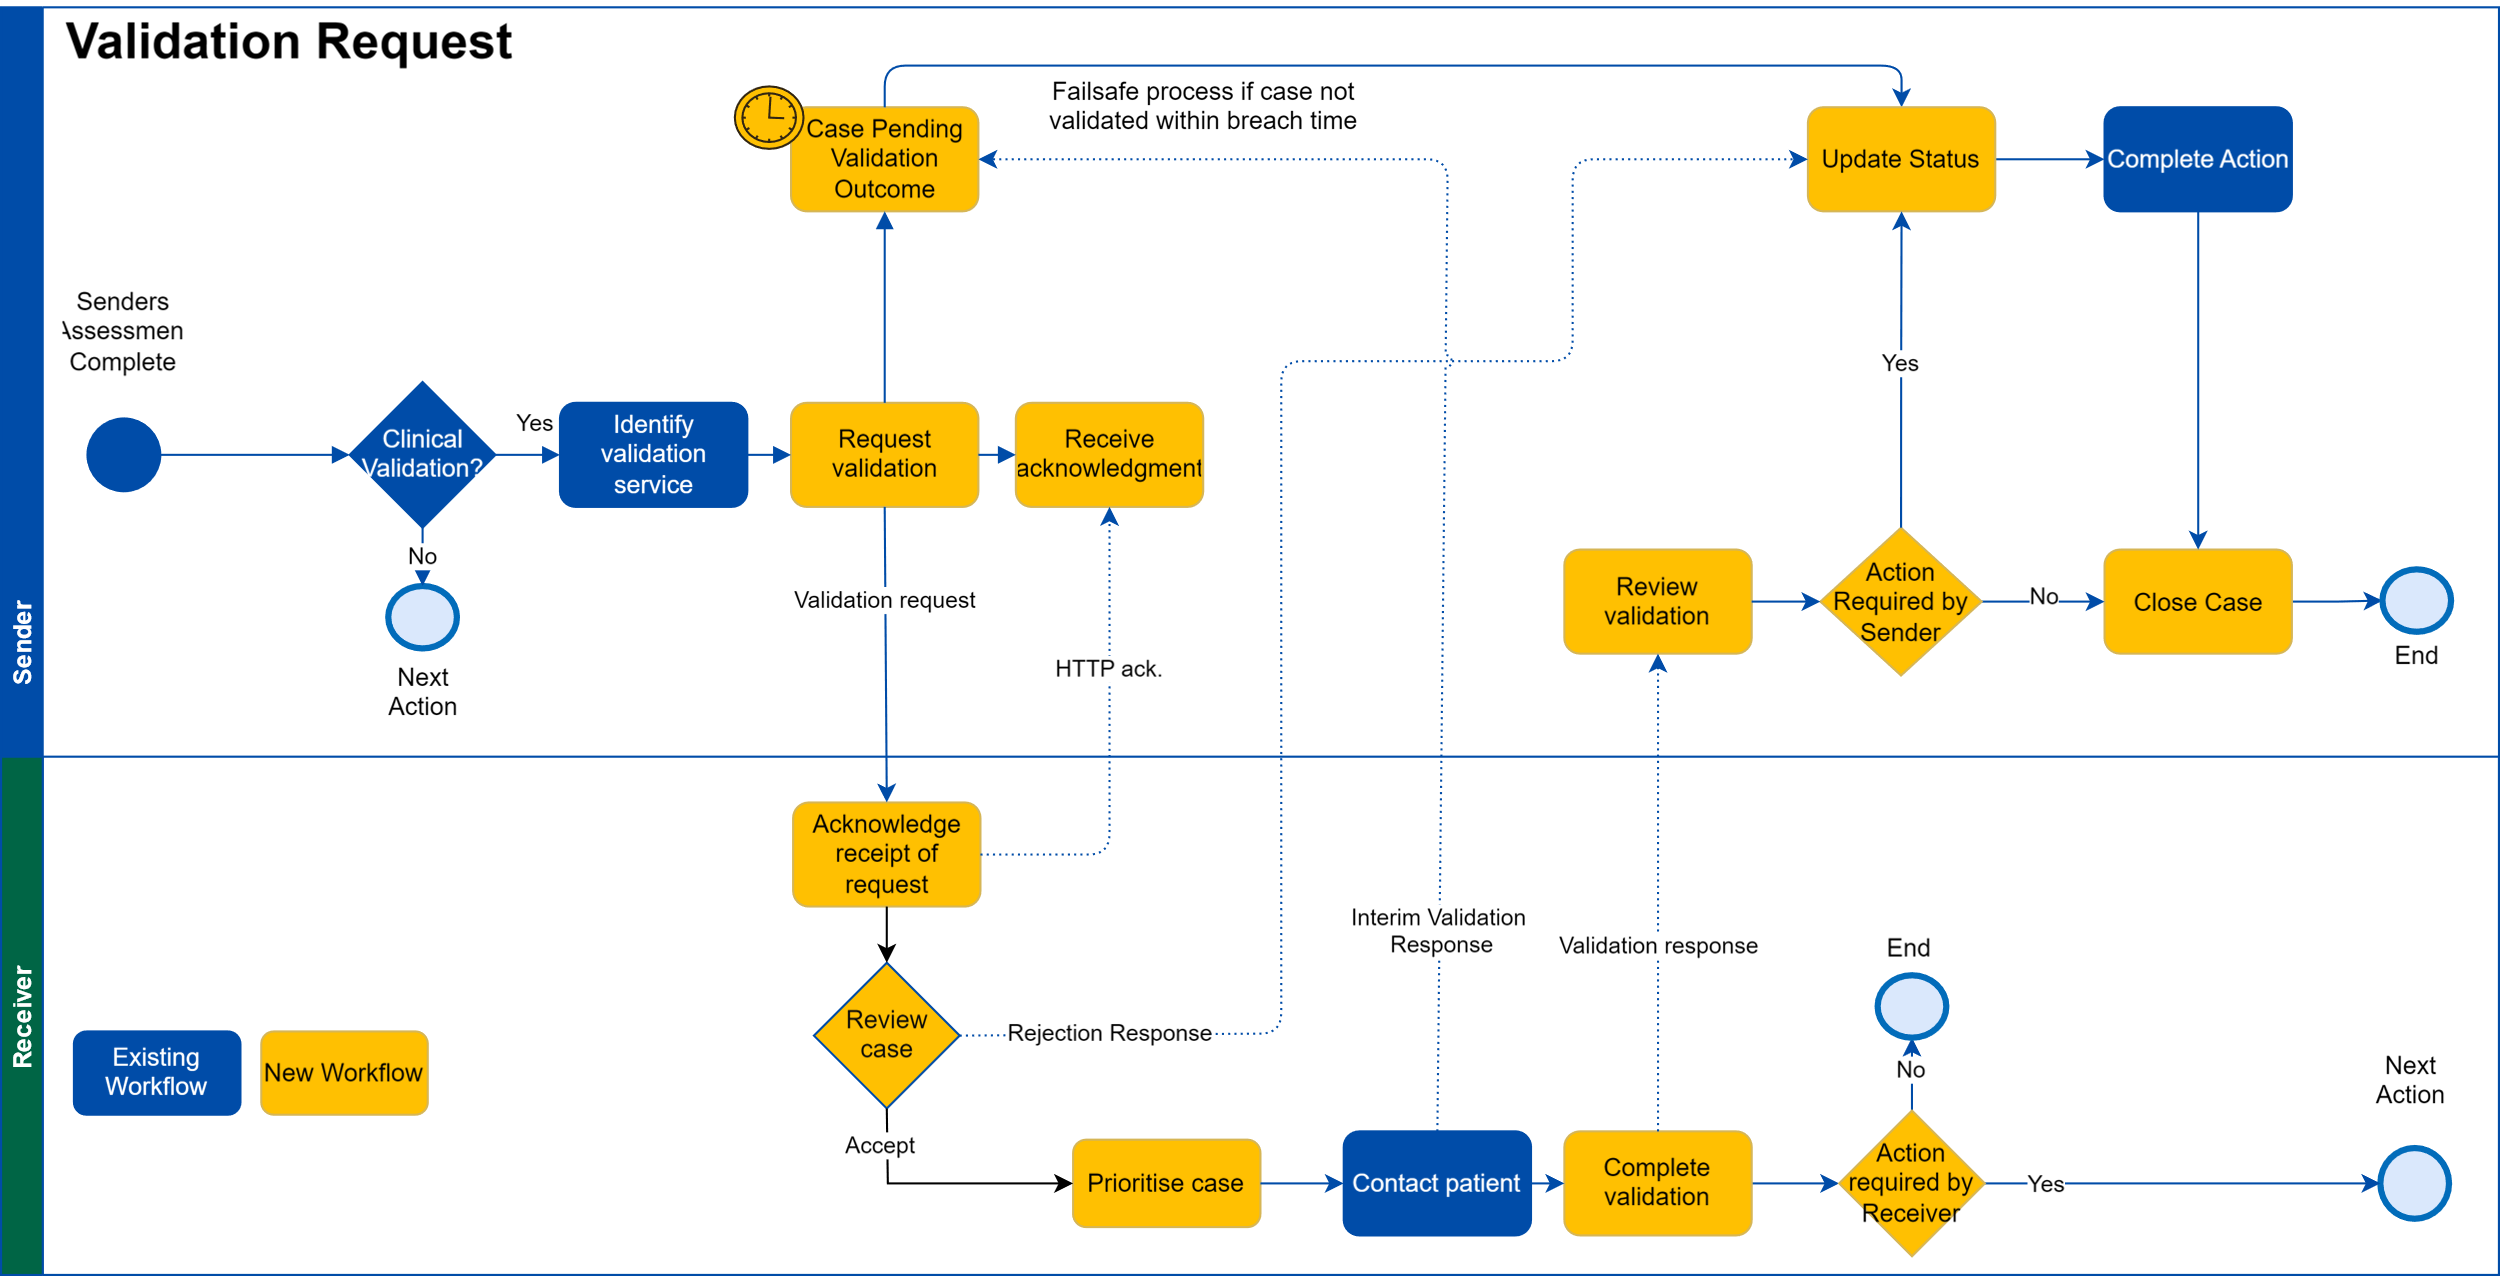 Validation Request
Failsafe process if case not
validated within breach time
Case Pending
Validation
Outcome
Update Status
Complete Action
Senders
Assessmen
Complete
Clinical
Validation?
Yes
Identify
validation
service
Request
validation
Receive
acknowledgment
Yes
No
Next
Action
Validation request
HTTP ack.
Review
validation
Action
Required by
Sender
No
Close Case
End
Sender
Acknowledge
receipt of
request
Interim Validation
Response
Validation response
End
Review
case
Rejection Response
No
Next
Action
Existing
Workflow
New Workflow
Accept
Prioritise case
Contact patient
Complete
validation
Action
required by
Receiver
Yes
Receiver